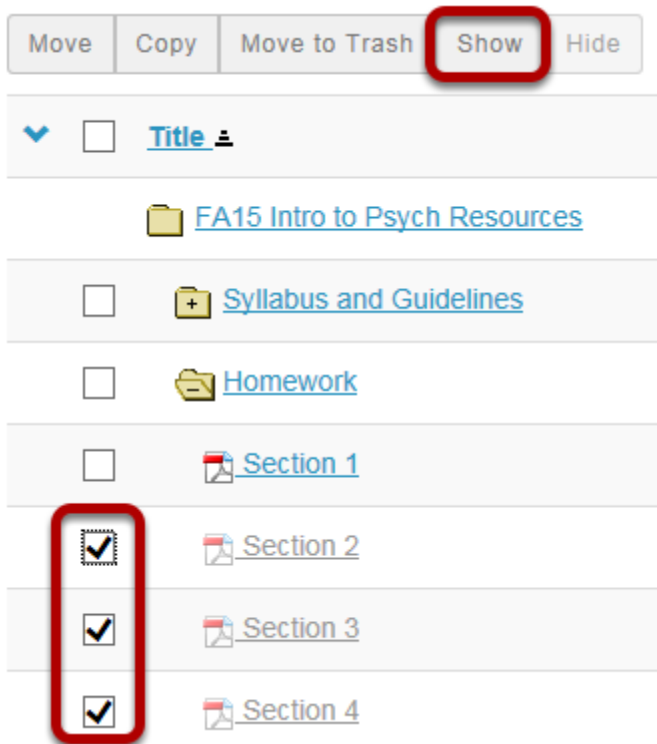 Move Copy Move to Trash Show Hide
Title
FA15 Intro to Psych Resources
Syllabus and Guidelines
Homework
Section 1
Section 2
Section 3
Section 4